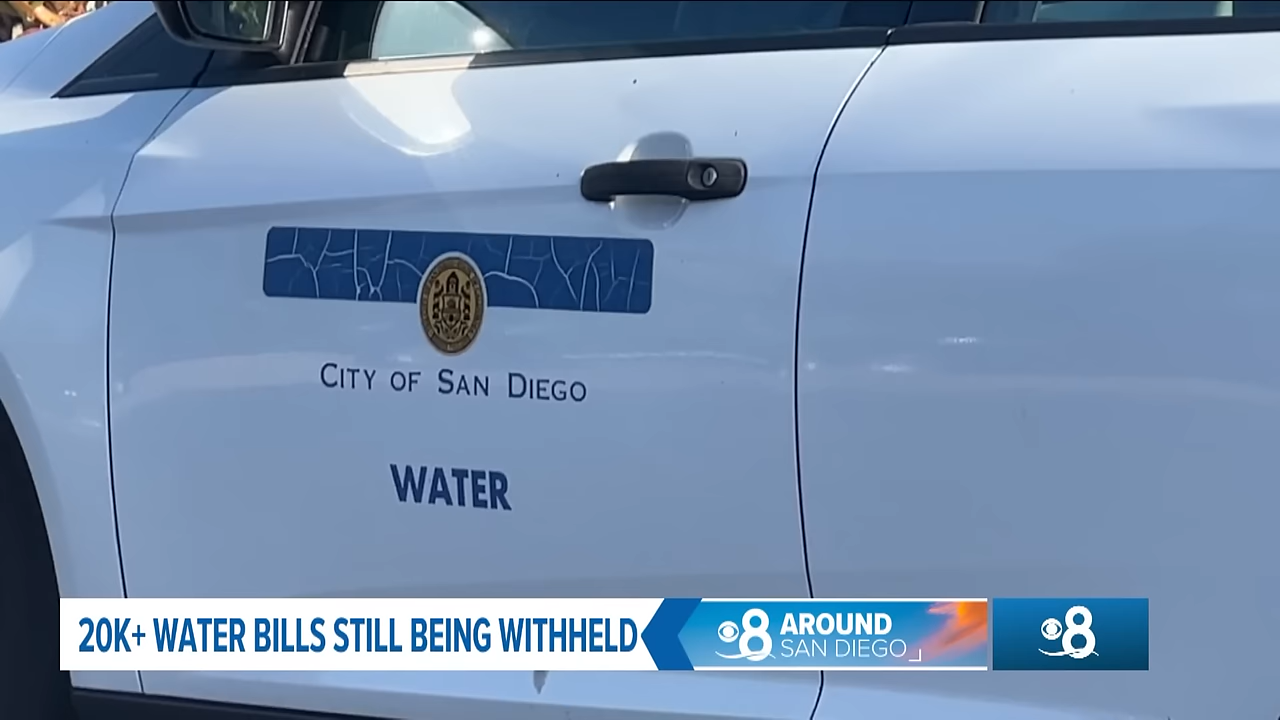 CITY OF SAN DIEGO
WATER
20K+ WATER BILLS STILL BEING WITHHELD
8 AROUND
SAN DIEGO
8